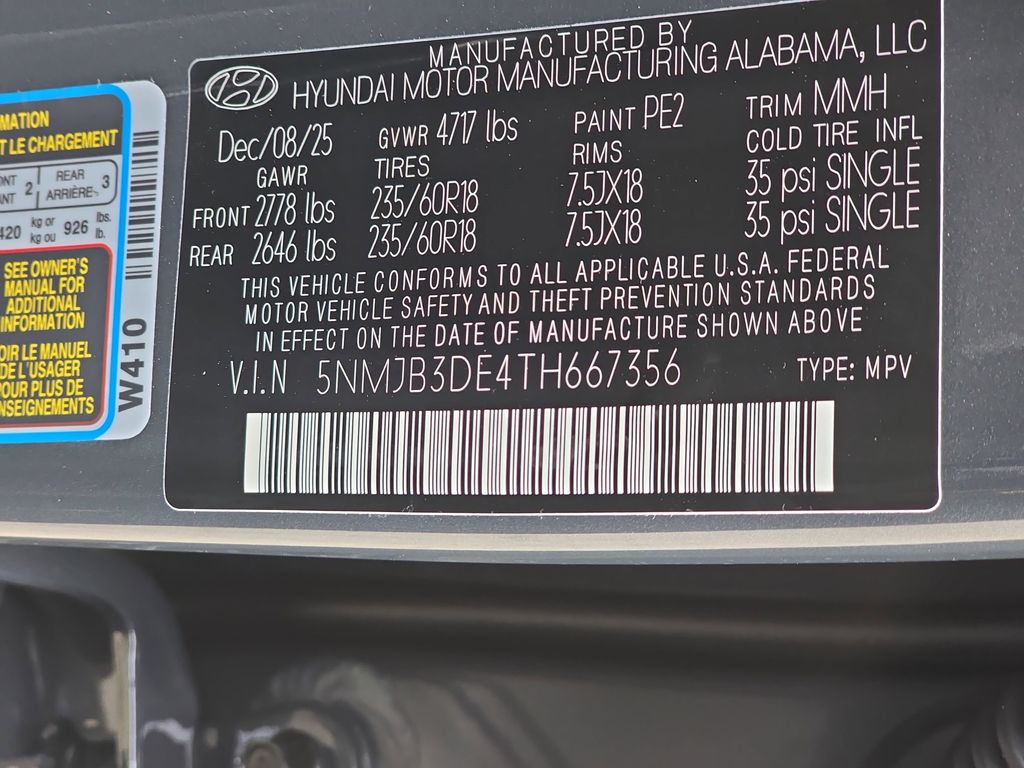 MATION
T LE CHARGEMENT
2
REAR
ARRIÈRE
3
420 kg or
kg ou 926 lbs.
lb.
SEE OWNER'S
MANUAL FOR
ADDITIONAL
INFORMATION
OIR LE MANUEL
DE L'USAGER
POUR PLUS DE
NSEIGNEMENTS
W410
MANUFACTURED BY
HYUNDAI MOTOR MANUFACTURING ALABAMA, LLC
Dec/08/25 GVWR 4717 lbs PAINT PE2 TRIM MMH
GAWR TIRES RIMS COLD TIRE INFL
FRONT 2778 lbs 235/60R18 7.5JX18 35 psi SINGLE
REAR 2646 lbs 235/60R18 7.5JX18 35 psi SINGLE
THIS VEHICLE CONFORMS TO ALL APPLICABLE U.S.A. FEDERAL
MOTOR VEHICLE SAFETY AND THEFT PREVENTION STANDARDS
IN EFFECT ON THE DATE OF MANUFACTURE SHOWN ABOVE
V.I.N 5NMJB3DE4TH667356 TYPE: MPV